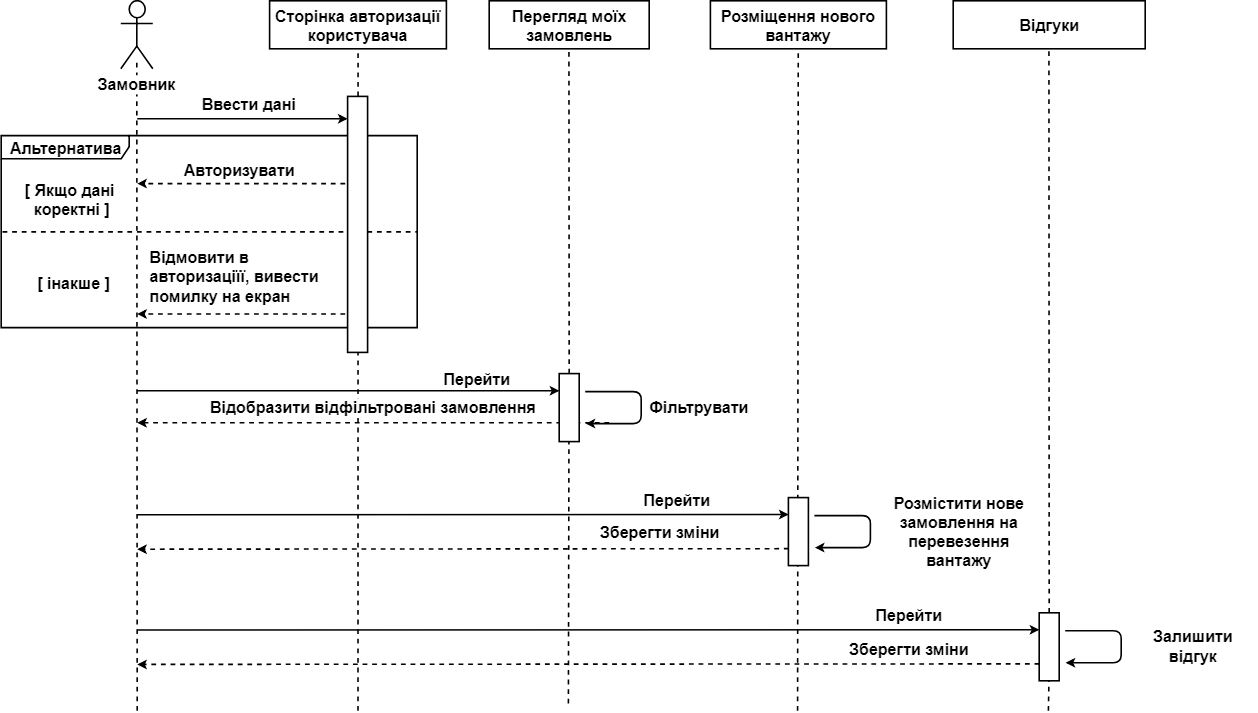 Сторінка авторизації
користувача
Перегляд моїх
замовлень
Розміщення нового
вантажу
Відгуки
Замовник
Ввести дані
Альтернатива
Авторизувати
[ Якщо дані
коректні ]
Відмовити в
авторизаціїї, вивести
помилку на екран
[ інакше ]
Перейти
Відобразити відфільтровані замовлення
Фільтрувати
Перейти
Розмістити нове
замовлення на
перевезення
вантажу
Зберегти зміни
Перейти
Залишити
відгук
Зберегти зміни